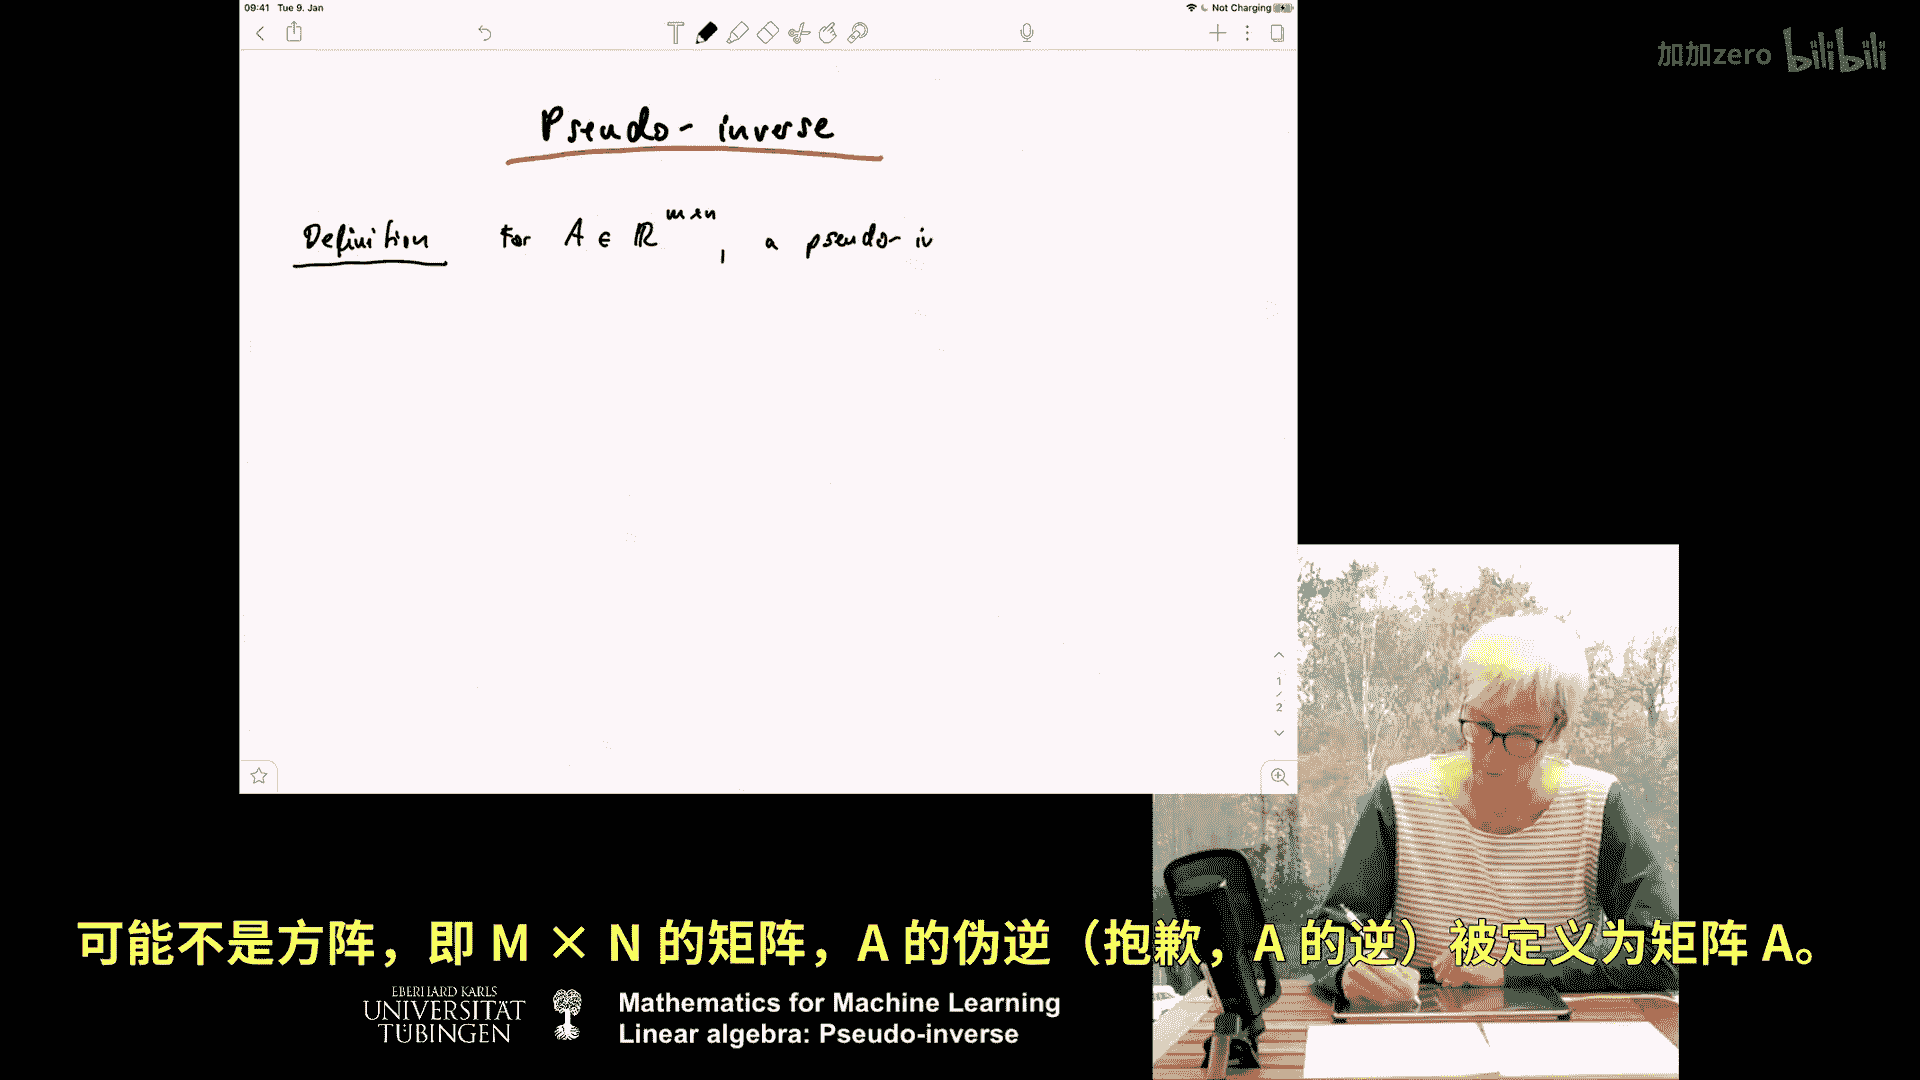 09:41 Tue 9. Jan
Not Charging
加加zero bilibili
T
Pseudo-inverse
Definition For A ∈ ℝ^{m×n}, a pseudo-in
1
/
2
可能不是方阵，即 M × N 的矩阵，A 的伪逆（抱歉，A 的逆）被定义为矩阵 A。
EBERHARD KARLS
UNIVERSITÄT
TÜBINGEN
Mathematics for Machine Learning
Linear algebra: Pseudo-inverse